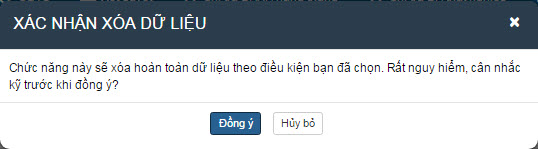 XÁC NHẬN XÓA DỮ LIỆU
Chức năng này sẽ xóa hoàn toàn dữ liệu theo điều kiện bạn đã chọn. Rất nguy hiểm, cân nhắc
kỹ trước khi đồng ý?
Đồng ý Hủy bỏ